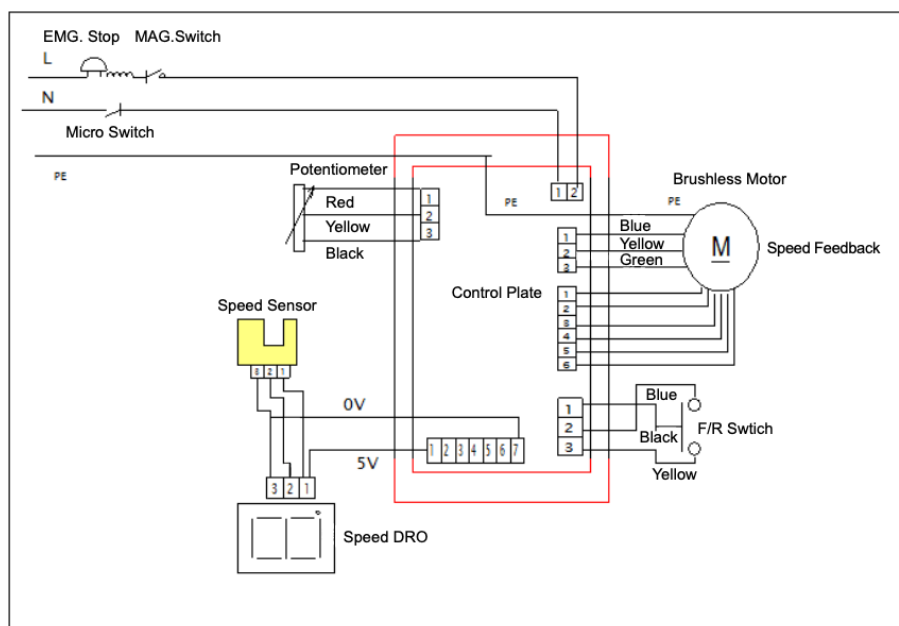 EMG. Stop MAG.Switch
L
N
Micro Switch
PE
Potentiometer
Red
Yellow
Black
1
2
3
1 2
PE
PE
Brushless Motor
Blue
Yellow
Green
1
2
3
M
Speed Feedback
Control Plate
1
2
3
4
5
6
Speed Sensor
3 2 1
0V
5V
1 2 3 4 5 6 7
1
2
3
Blue
Black
Yellow
F/R Swtich
3 2 1
Speed DRO